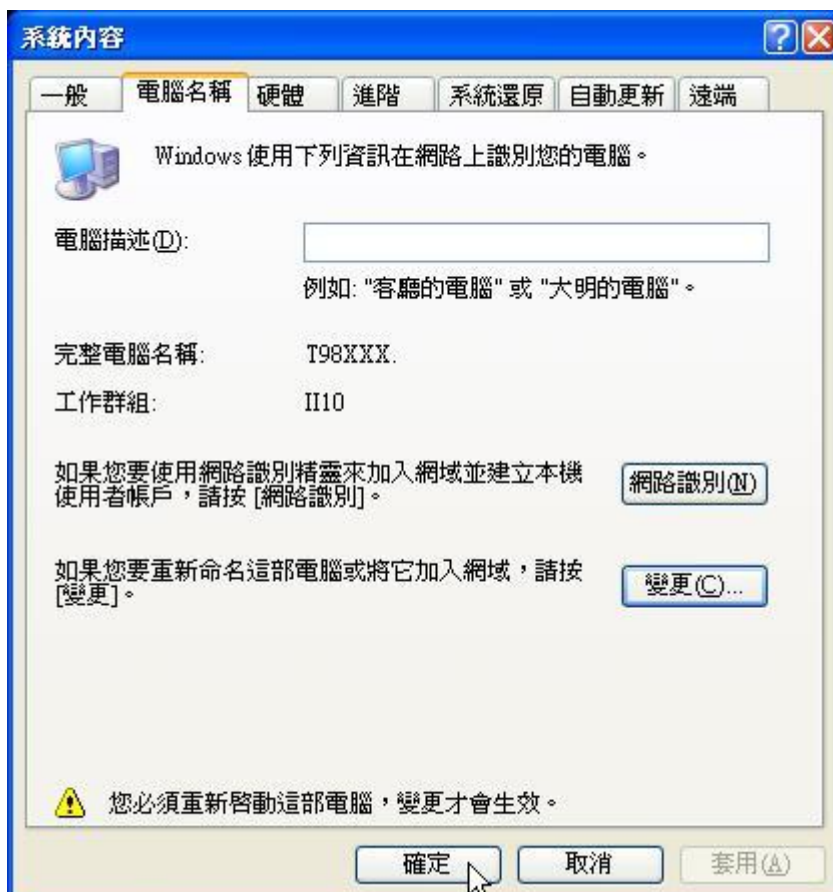 系統內容
一般 電腦名稱 硬體 進階 系統還原 自動更新 遠端
Windows 使用下列資訊在網路上識別您的電腦。
電腦描述(D):
例如: "客廳的電腦" 或 "大明的電腦"。
完整電腦名稱: T98XXX.
工作群組: II10
如果您要使用網路識別精靈來加入網域並建立本機
使用者帳戶，請按 [網路識別]。
網路識別(N)
如果您要重新命名這部電腦或將它加入網域，請按
[變更]。
變更(C)...
您必須重新啓動這部電腦，變更才會生效。
確定 取消 套用(A)